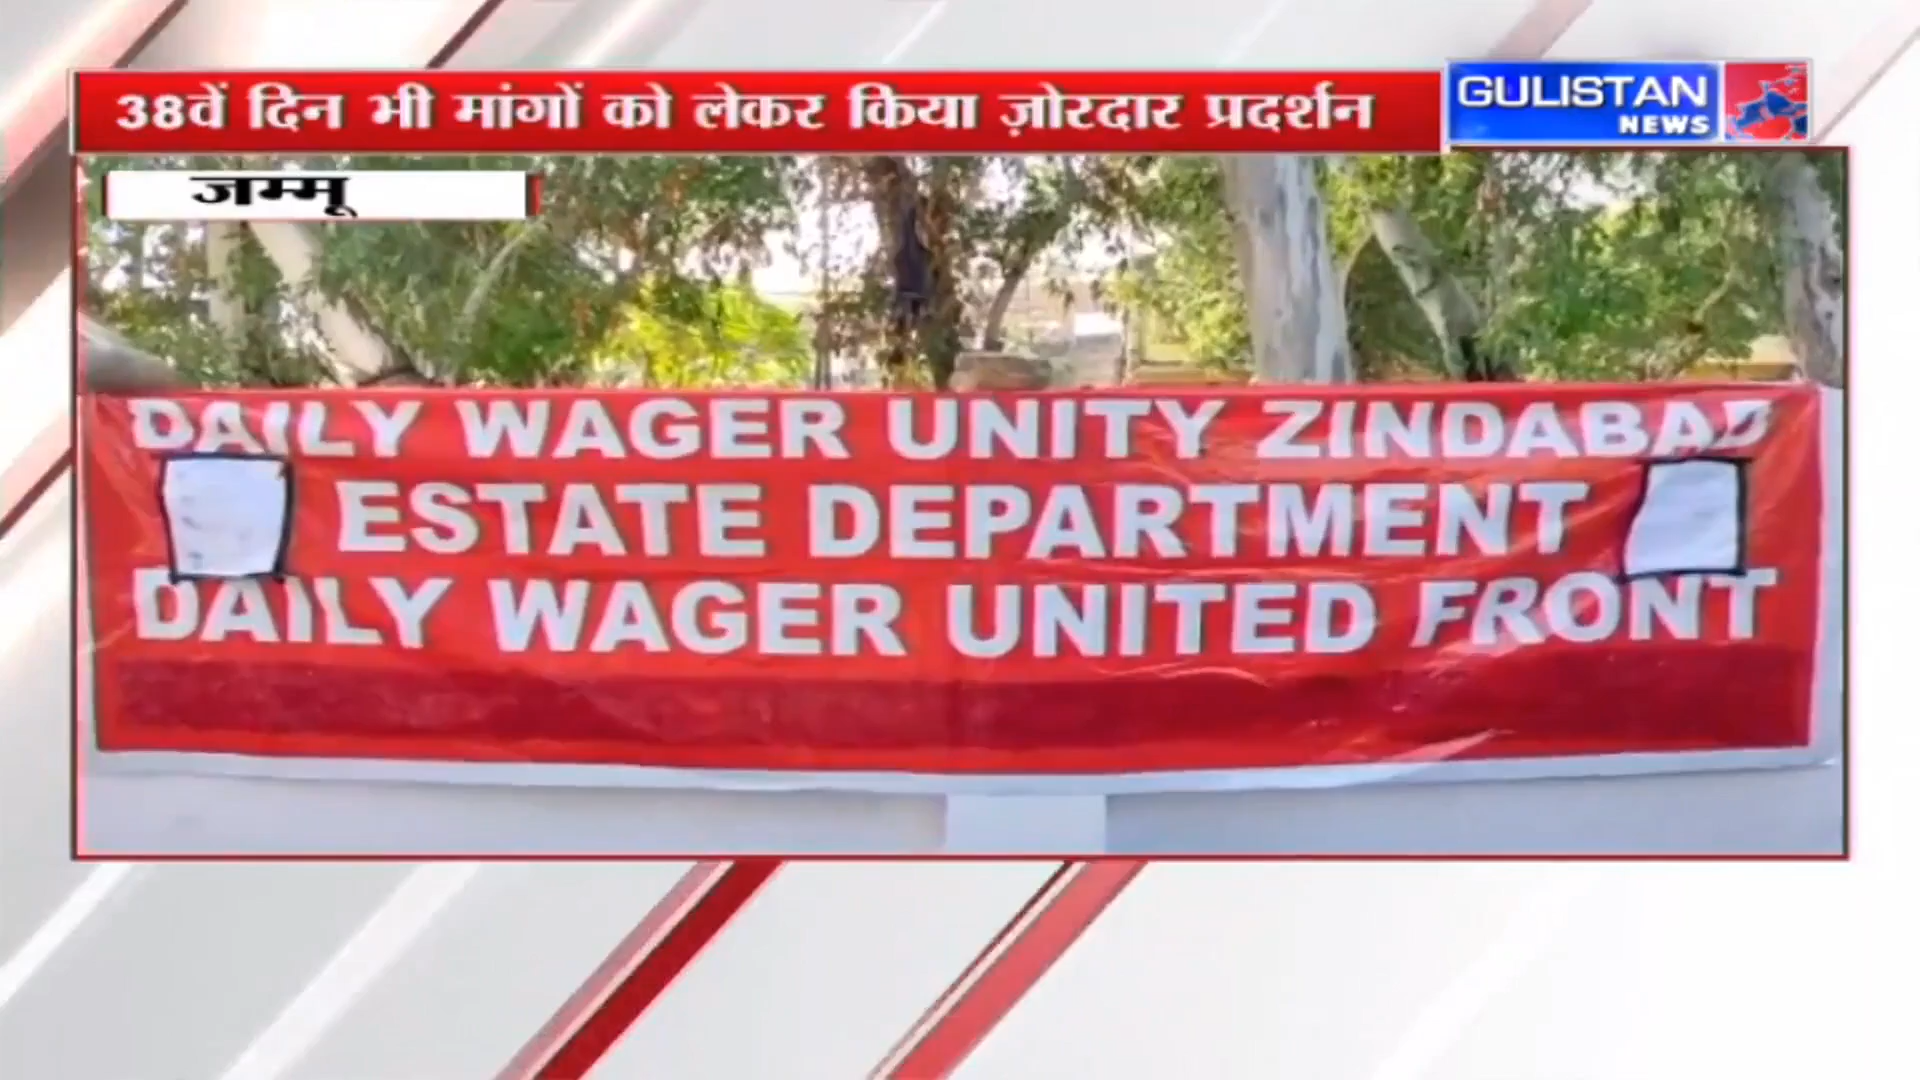 38वें दिन भी मांगों को लेकर किया ज़ोरदार प्रदर्शन
GULISTAN
NEWS
जम्मू
DAILY WAGER UNITY ZINDABAD
ESTATE DEPARTMENT
DAILY WAGER UNITED FRONT